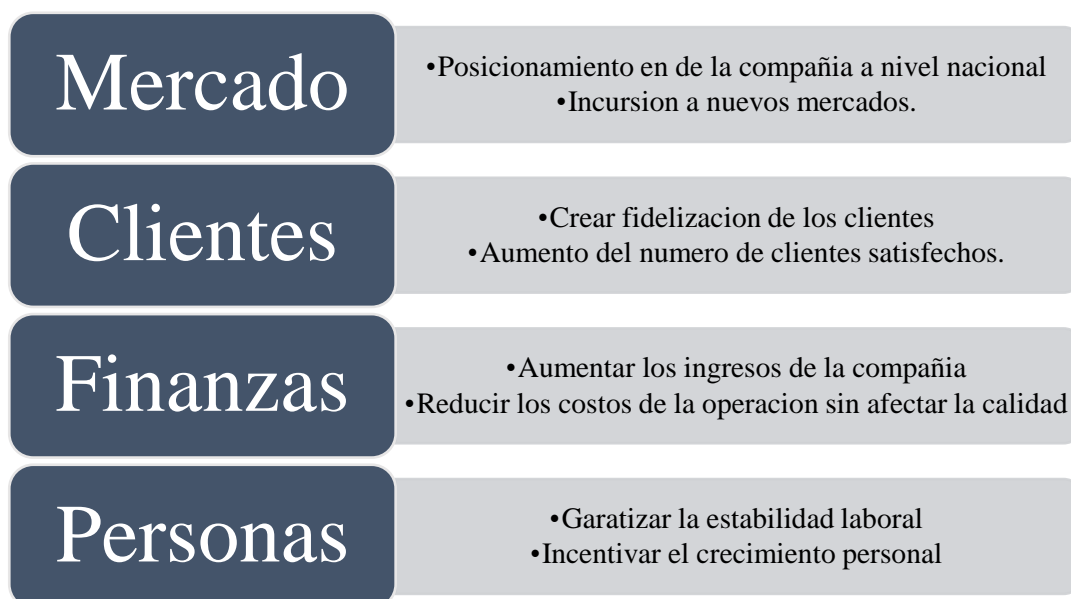 Mercado
•Posicionamiento en de la compañia a nivel nacional
•Incursion a nuevos mercados.
Clientes
•Crear fidelizacion de los clientes
•Aumento del numero de clientes satisfechos.
Finanzas
•Aumentar los ingresos de la compañia
•Reducir los costos de la operacion sin afectar la calidad
Personas
•Garatizar la estabilidad laboral
•Incentivar el crecimiento personal